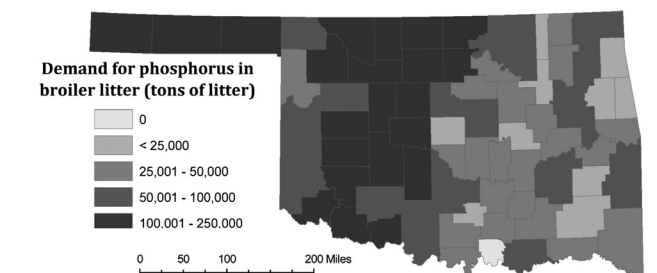 Demand for phosphorus in
broiler litter (tons of litter)
0
< 25,000
25,001 - 50,000
50,001 - 100,000
100.001 - 250.000
0 50 100 200 Miles